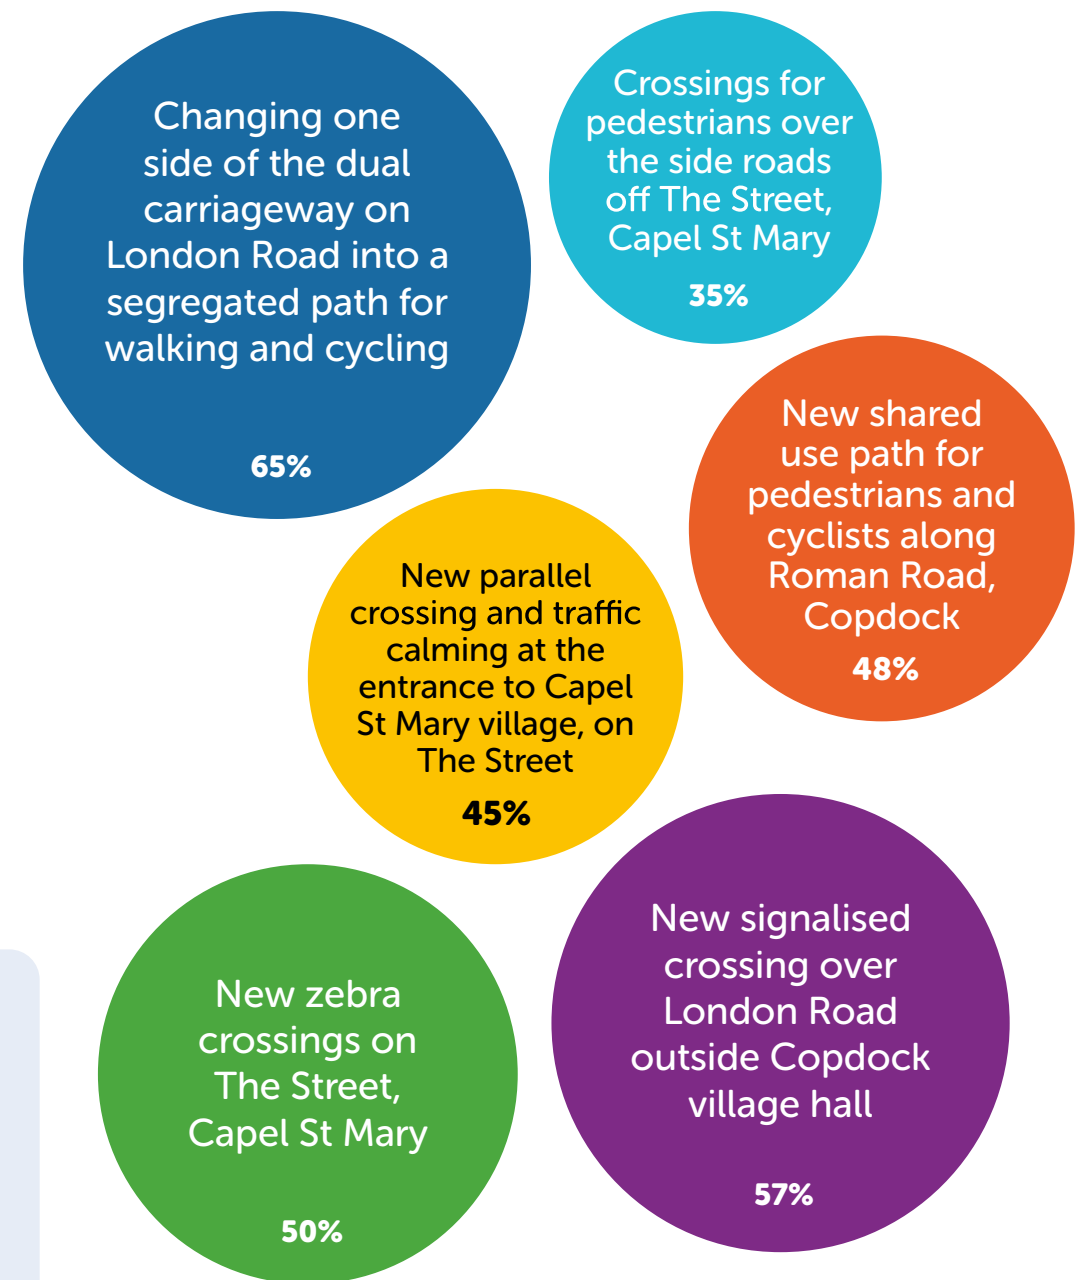 Changing one
side of the dual
carriageway on
London Road into a
segregated path for
walking and cycling
65%
Crossings for
pedestrians over
the side roads
off The Street,
Capel St Mary
35%
New shared
use path for
pedestrians and
cyclists along
Roman Road,
Copdock
48%
New parallel
crossing and traffic
calming at the
entrance to Capel
St Mary village, on
The Street
45%
New signalised
crossing over
London Road
outside Copdock
village hall
57%
New zebra
crossings on
The Street,
Capel St Mary
50%